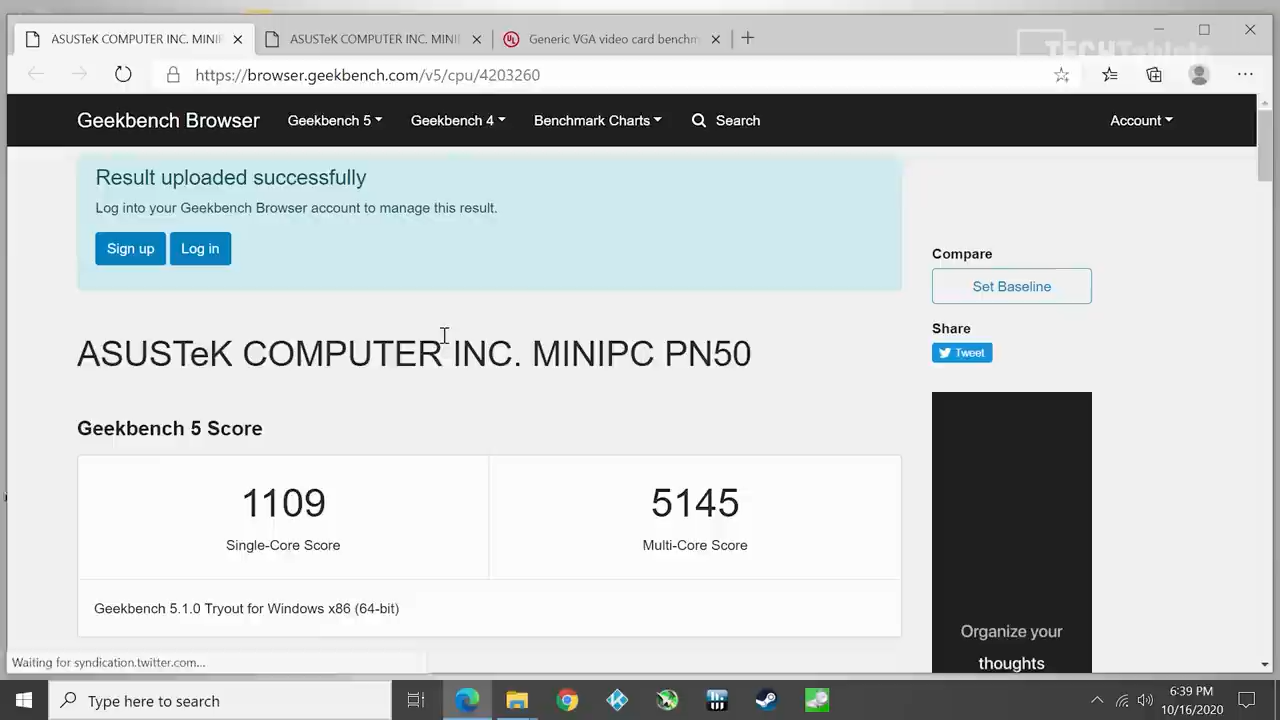 ASUSTeK COMPUTER INC. MINI
ASUSTeK COMPUTER INC. MINI
Generic VGA video card benchm
TECHTablets
https://browser.geekbench.com/v5/cpu/4203260
Geekbench Browser
Geekbench 5
Geekbench 4
Benchmark Charts
Search
Account
Result uploaded successfully
Log into your Geekbench Browser account to manage this result.
Sign up
Log in
Compare
Set Baseline
Share
Tweet
ASUSTeK COMPUTER INC. MINIPC PN50
Geekbench 5 Score
1109
5145
Single-Core Score
Multi-Core Score
Geekbench 5.1.0 Tryout for Windows x86 (64-bit)
Organize your
thoughts
Waiting for syndication.twitter.com...
Type here to search
6:39 PM
10/16/2020